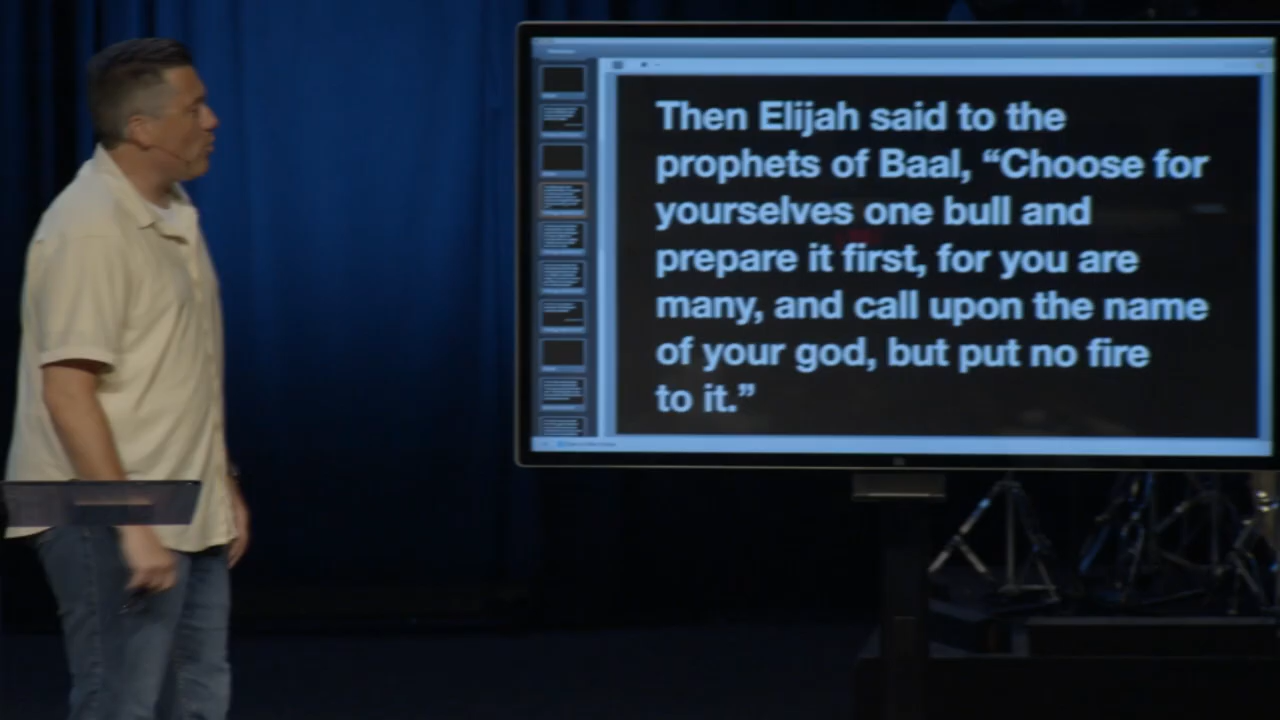 Then Elijah said to the
prophets of Baal, “Choose for
yourselves one bull and
prepare it first, for you are
many, and call upon the name
of your god, but put no fire
to it.”